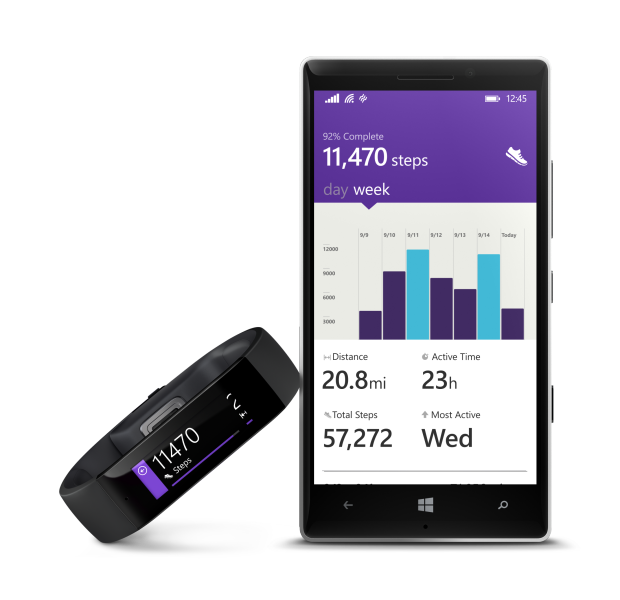 12:45
92% Complete
11,470 steps
day week
9/9 9/10 9/11 9/12 9/13 9/14 Today
12000
9000
6000
3000
Distance Active Time
20.8mi 23h
Total Steps Most Active
57,272 Wed
11470
Steps